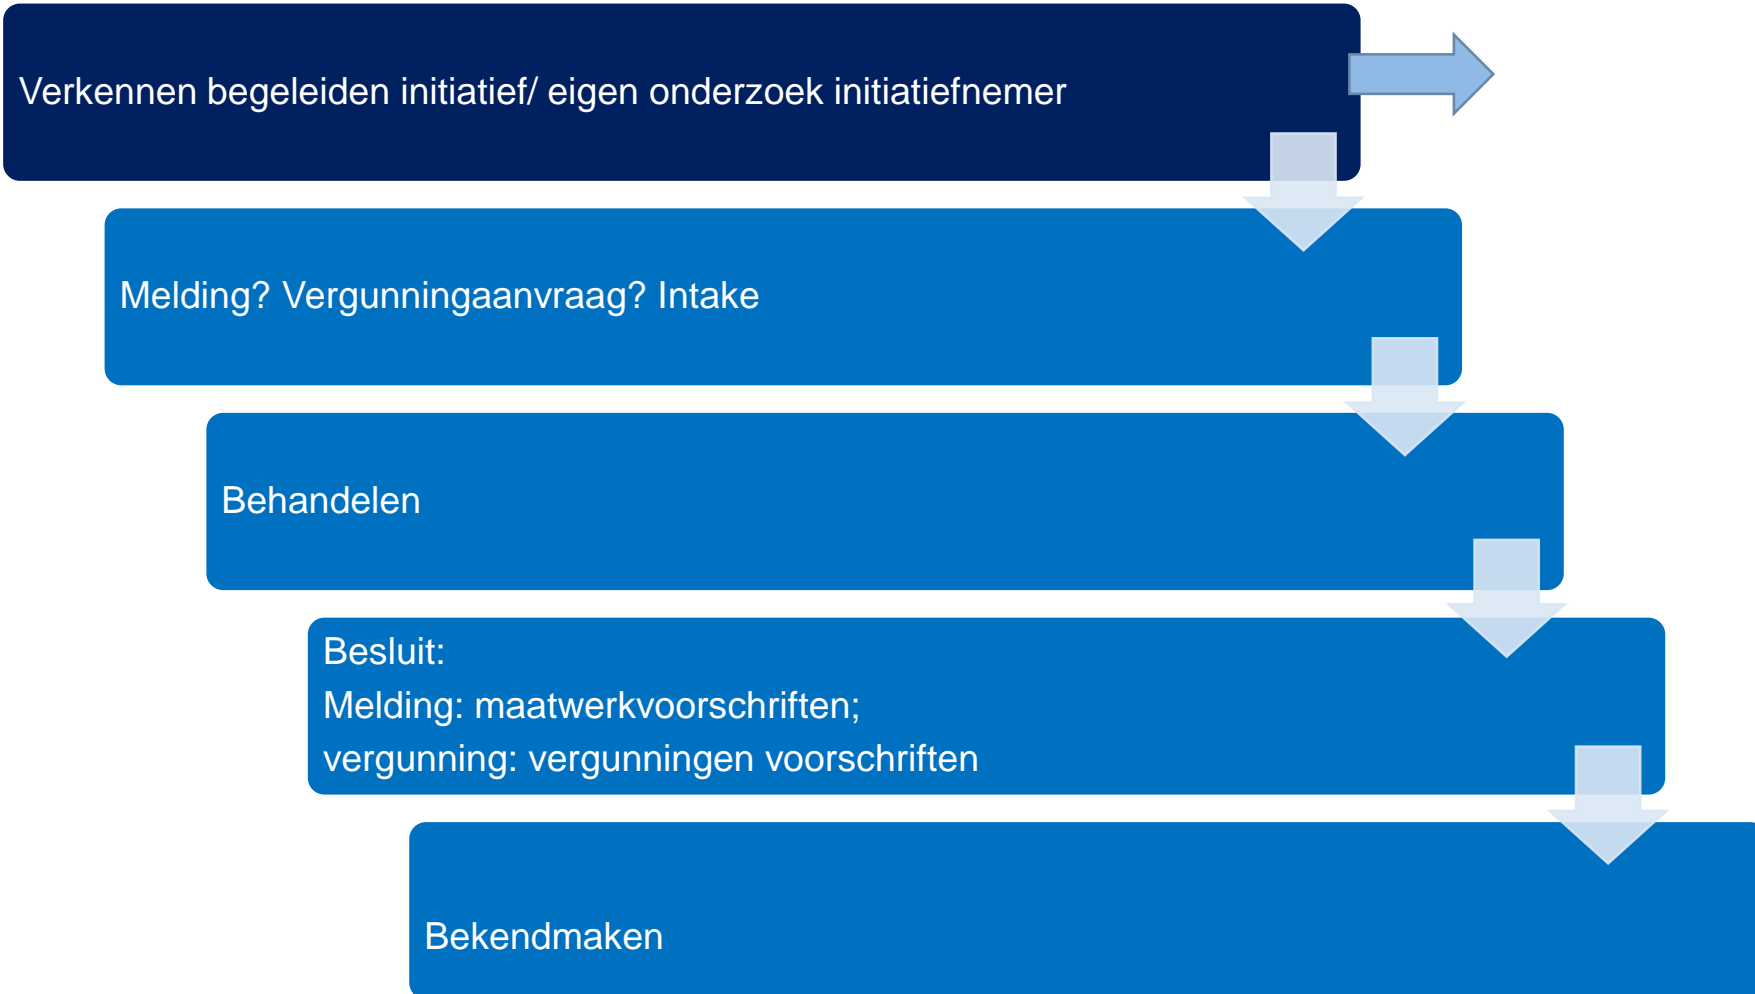 Verkennen begeleiden initiatief/ eigen onderzoek initiatiefnemer
Melding? Vergunningaanvraag? Intake
Behandelen
Besluit:
Melding: maatwerkvoorschriften;
vergunning: vergunningen voorschriften
Bekendmaken